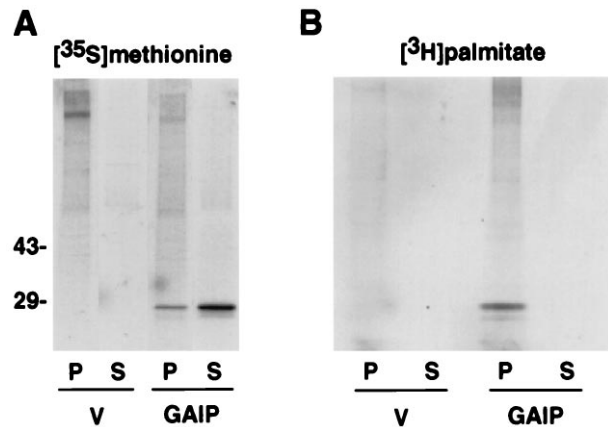 A
B
[³⁵S]methionine
[³H]palmitate
43-
29-
P S P S
P S P S
V GAIP
V GAIP